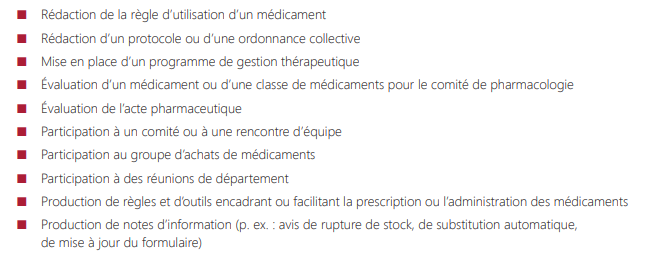 ■ Rédaction de la règle d’utilisation d’un médicament
■ Rédaction d’un protocole ou d’une ordonnance collective
■ Mise en place d’un programme de gestion thérapeutique
■ Évaluation d’un médicament ou d’une classe de médicaments pour le comité de pharmacologie
■ Évaluation de l’acte pharmaceutique
■ Participation à un comité ou à une rencontre d’équipe
■ Participation au groupe d’achats de médicaments
■ Participation à des réunions de département
■ Production de règles et d’outils encadrant ou facilitant la prescription ou l’administration des médicaments
■ Production de notes d’information (p. ex. : avis de rupture de stock, de substitution automatique,
de mise à jour du formulaire)